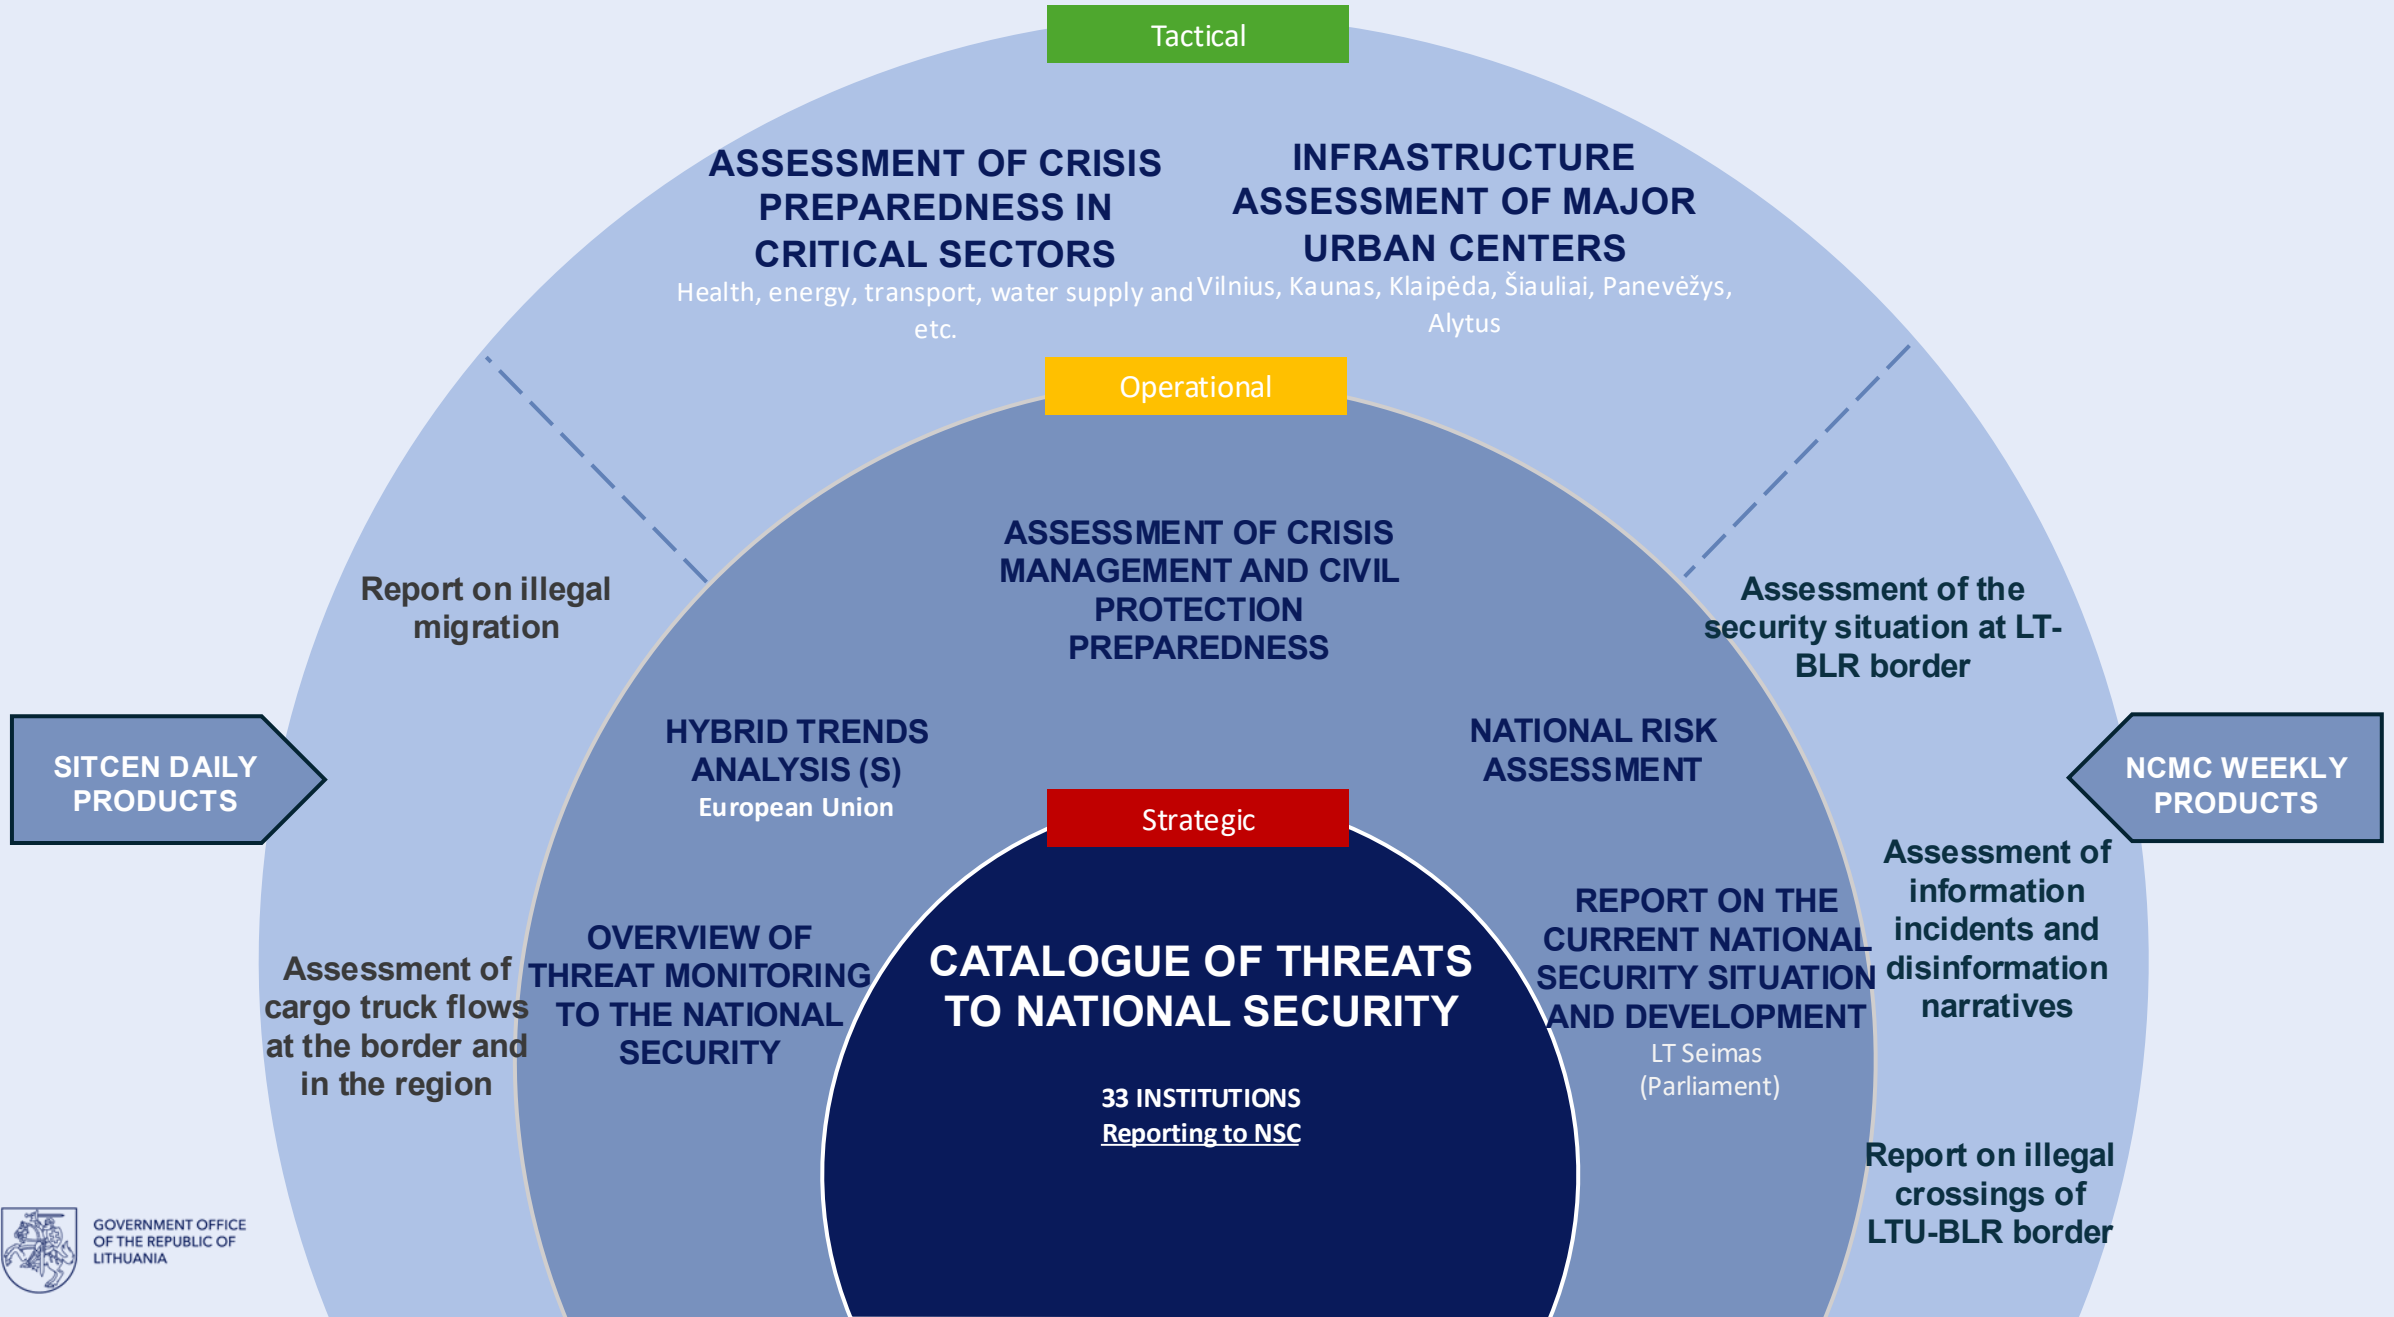 Tactical
ASSESSMENT OF CRISIS
PREPAREDNESS IN
CRITICAL SECTORS
Health, energy, transport, water supply and
etc.
INFRASTRUCTURE
ASSESSMENT OF MAJOR
URBAN CENTERS
Vilnius, Kaunas, Klaipėda, Šiauliai, Panevėžys,
Alytus
Operational
ASSESSMENT OF CRISIS
MANAGEMENT AND CIVIL
PROTECTION
PREPAREDNESS
Report on illegal
migration
Assessment of the
security situation at LT-
BLR border
HYBRID TRENDS
ANALYSIS (S)
European Union
NATIONAL RISK
ASSESSMENT
SITCEN DAILY
PRODUCTS
NCMC WEEKLY
PRODUCTS
Strategic
Assessment of
cargo truck flows
at the border and
in the region
OVERVIEW OF
THREAT MONITORING
TO THE NATIONAL
SECURITY
CATALOGUE OF THREATS
TO NATIONAL SECURITY
33 INSTITUTIONS
Reporting to NSC
REPORT ON THE
CURRENT NATIONAL
SECURITY SITUATION
AND DEVELOPMENT
LT Seimas
(Parliament)
Assessment of
information
incidents and
disinformation
narratives
Report on illegal
crossings of
LTU-BLR border
GOVERNMENT OFFICE
OF THE REPUBLIC OF
LITHUANIA